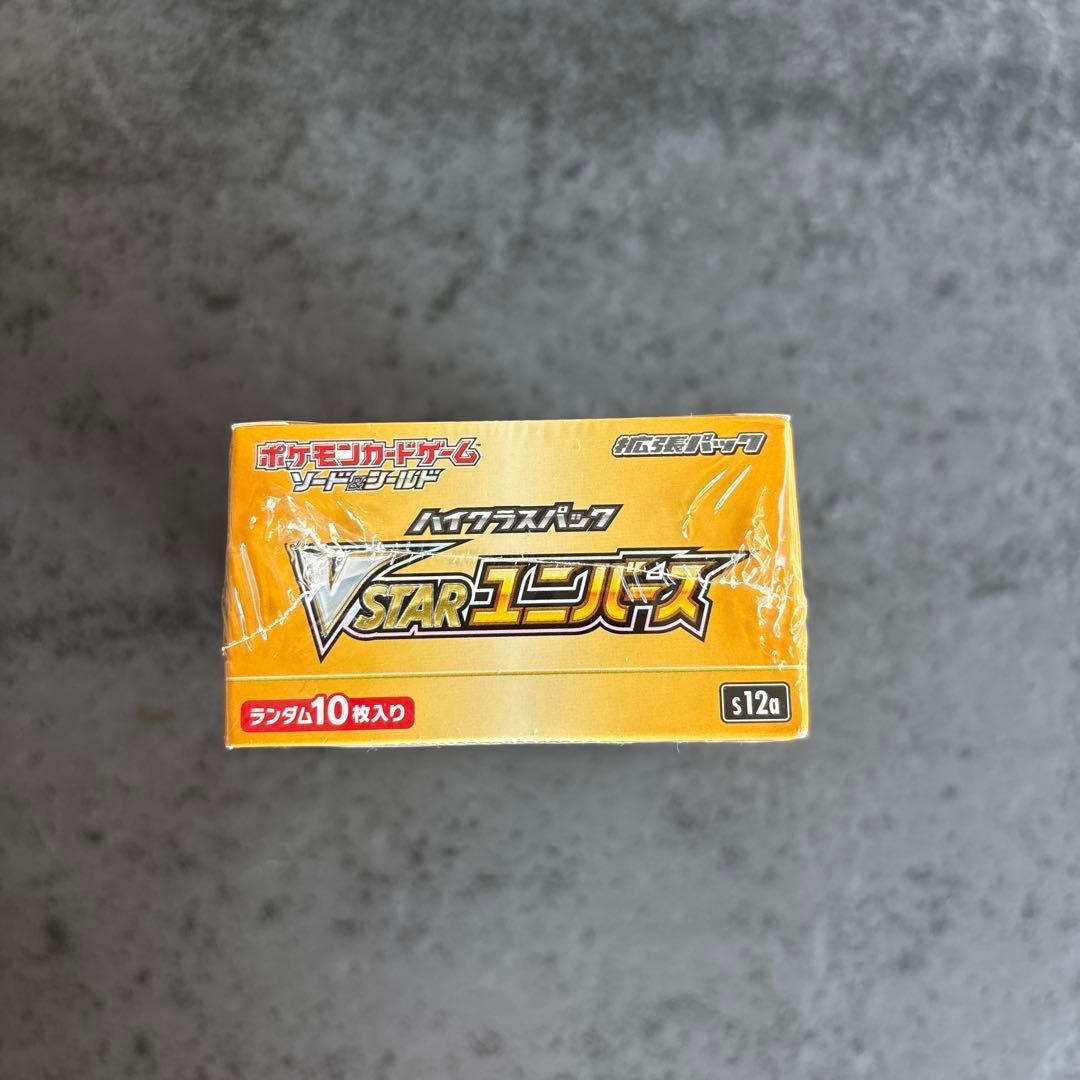 ポケモンカードゲーム™
ソード&シールド
拡張パック
ハイクラスパック
VSTARユニバース
ランダム10枚入り
s12a